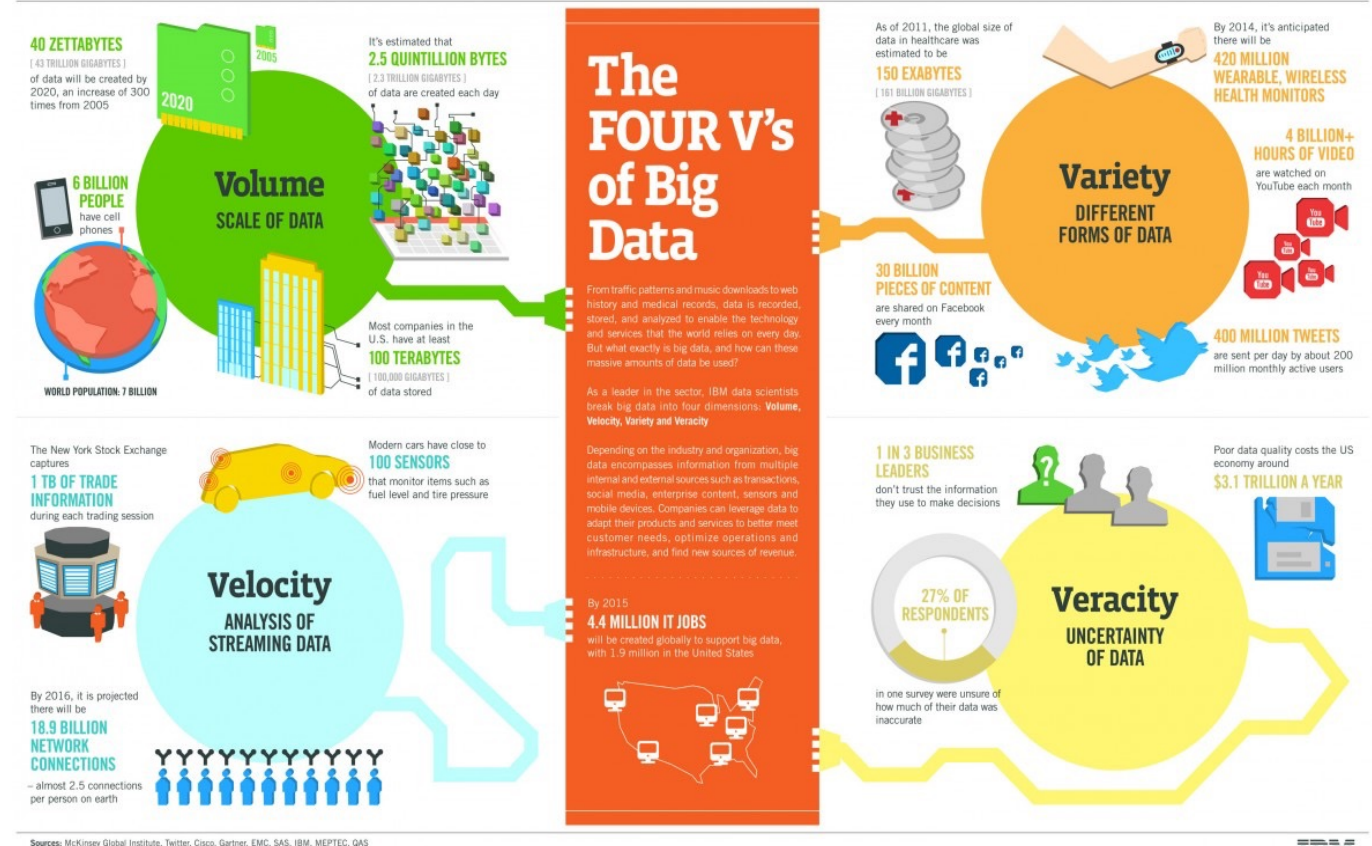 40 ZETTABYTES
[ 43 TRILLION GIGABYTES ]
of data will be created by
2020, an increase of 300
times from 2005
2020
2005
It's estimated that
2.5 QUINTILLION BYTES
[ 2.3 TRILLION GIGABYTES ]
of data are created each day
6 BILLION
PEOPLE
have cell
phones
WORLD POPULATION: 7 BILLION
Volume
SCALE OF DATA
Most companies in the
U.S. have at least
100 TERABYTES
[ 100,000 GIGABYTES ]
of data stored
The New York Stock Exchange
captures
1 TB OF TRADE
INFORMATION
during each trading session
Modern cars have close to
100 SENSORS
that monitor items such as
fuel level and tire pressure
Velocity
ANALYSIS OF
STREAMING DATA
By 2016, it is projected
there will be
18.9 BILLION
NETWORK
CONNECTIONS
– almost 2.5 connections
per person on earth
The
FOUR V's
of Big
Data
From traffic patterns and music downloads to web
history and medical records, data is recorded,
stored, and analyzed to enable the technology
and services that the world relies on every day.
But what exactly is big data, and how can these
massive amounts of data be used?
As a leader in the sector, IBM data scientists
break big data into four dimensions: Volume,
Velocity, Variety and Veracity
Depending on the industry and organization, big
data encompasses information from multiple
internal and external sources such as transactions,
social media, enterprise content, sensors and
mobile devices. Companies can leverage data to
adapt their products and services to better meet
customer needs, optimize operations and
infrastructure, and find new sources of revenue.
By 2015
4.4 MILLION IT JOBS
will be created globally to support big data,
with 1.9 million in the United States
As of 2011, the global size of
data in healthcare was
estimated to be
150 EXABYTES
[ 161 BILLION GIGABYTES ]
By 2014, it's anticipated
there will be
420 MILLION
WEARABLE, WIRELESS
HEALTH MONITORS
4 BILLION+
HOURS OF VIDEO
are watched on
YouTube each month
You
Tube
You
Tube
You
Tube
You
Tube
Variety
DIFFERENT
FORMS OF DATA
30 BILLION
PIECES OF CONTENT
are shared on Facebook
every month
400 MILLION TWEETS
are sent per day by about 200
million monthly active users
1 IN 3 BUSINESS
LEADERS
don't trust the information
they use to make decisions
?
Poor data quality costs the US
economy around
$3.1 TRILLION A YEAR
27% OF
RESPONDENTS
in one survey were unsure of
how much of their data was
inaccurate
Veracity
UNCERTAINTY
OF DATA
Sources: McKinsey Global Institute, Twitter, Cisco, Gartner, EMC, SAS, IBM, MEPTEC, QAS